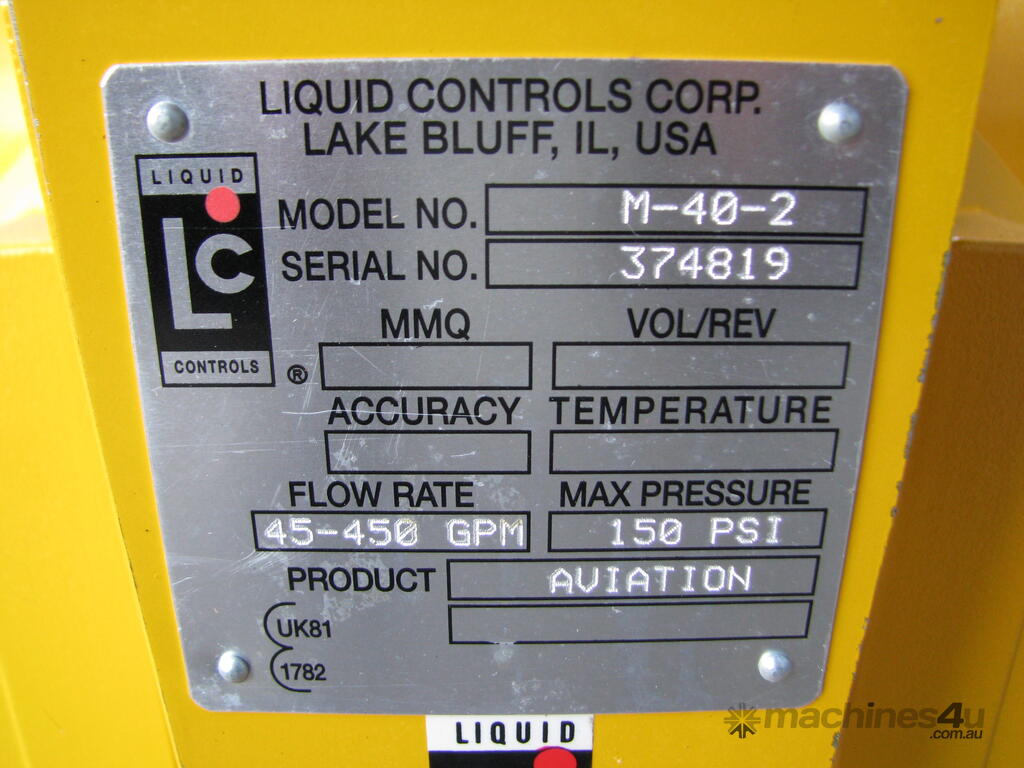 LIQUID CONTROLS CORP.
LAKE BLUFF, IL, USA
LIQUID
LC
CONTROLS
®
MODEL NO. M-40-2
SERIAL NO. 374819
MMQ VOL/REV
ACCURACY TEMPERATURE
FLOW RATE MAX PRESSURE
45-450 GPM 150 PSI
PRODUCT AVIATION
UK81
1782
LIQUID
machines4u
.com.au